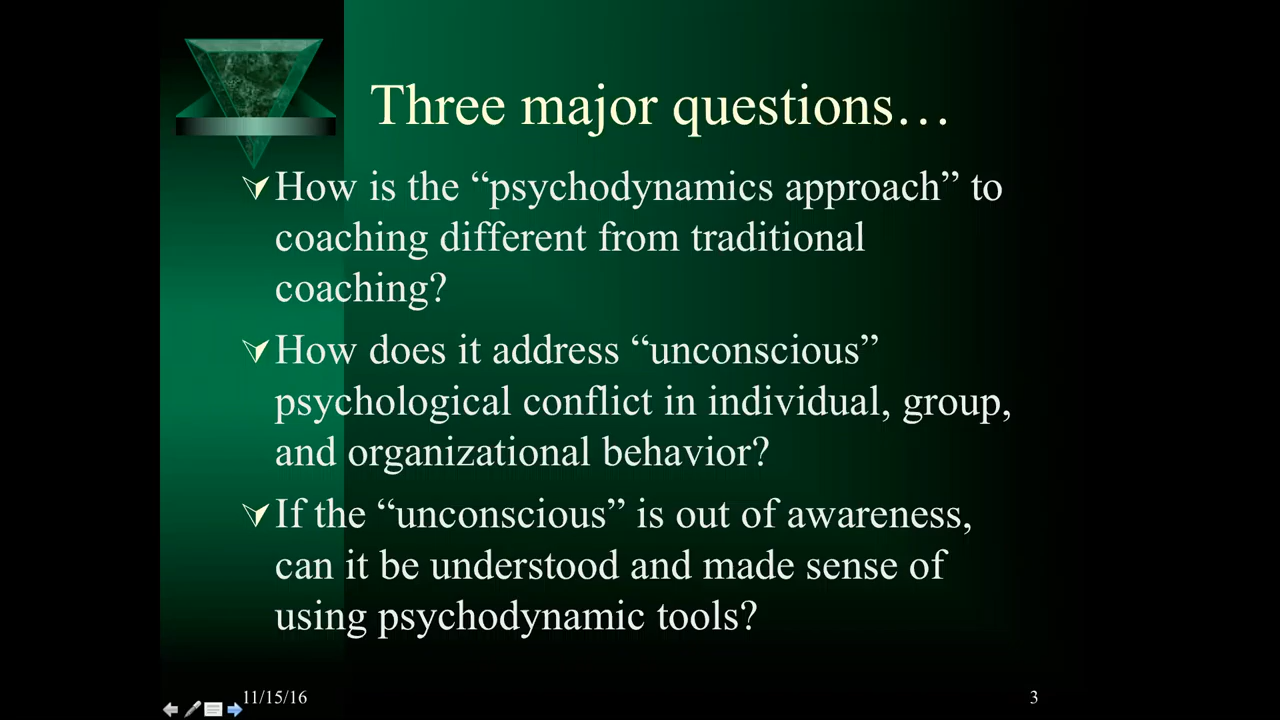 Three major questions…
How is the “psychodynamics approach” to
coaching different from traditional
coaching?
How does it address “unconscious”
psychological conflict in individual, group,
and organizational behavior?
If the “unconscious” is out of awareness,
can it be understood and made sense of
using psychodynamic tools?
11/15/16
3